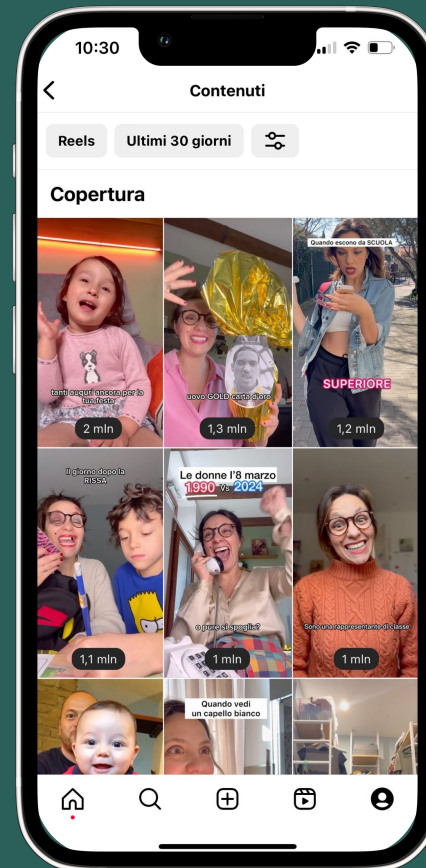 10:30
Contenuti
Reels
Ultimi 30 giorni
Copertura
tanti auguri ancora per la
tua festa
2 mln
uovo GOLD carta d'oro
1,3 mln
Quando escono da SCUOLA
SUPERIORE
1,2 mln
Il giorno dopo la
RISSA
1,1 mln
Le donne l'8 marzo
1990 Vs 2024
o pure si spoglia?
1 mln
Sono una rappresentante di classe
1 mln
Quando vedi
un capello bianco